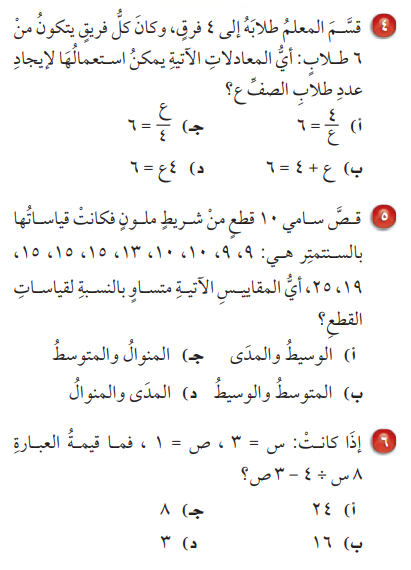 ٤ قسَّمَ المعلمُ طلابَهُ إلى ٤ فرقٍ، وكانَ كلُّ فريقٍ يتكونُ منْ
٦ طلابٍ: أيُّ المعادلاتِ الآتيةِ يمكنُ استعمالُهَا لإيجادِ
عددِ طلابِ الصفِّ ع؟
أ) ٤/ع = ٦ جـ) ع/٤ = ٦
ب) ع + ٤ = ٦ د) ٤ع = ٦
٥ قصَّ سامي ١٠ قطعٍ منْ شريطٍ ملونٍ فكانتْ قياساتُها
بالسنتمتِر هيَ: ٩، ٩، ١٠، ١٠، ١٣، ١٥، ١٥، ١٥،
١٩، ٢٥، أيُّ المقاييسِ الآتيةِ متساوٍ بالنسبةِ لقياساتِ
القطعِ؟
أ) الوسيطُ والمدَى جـ) المنوالُ والمتوسطُ
ب) المتوسطُ والوسيطُ د) المدَى والمنوالُ
٦ إذَا كانتْ: س = ٣ ، ص = ١ ، فما قيمةُ العبارةِ
٨ س ÷ ٤ – ٣ ص؟
أ) ٢٤ جـ) ٨
ب) ١٦ د) ٣